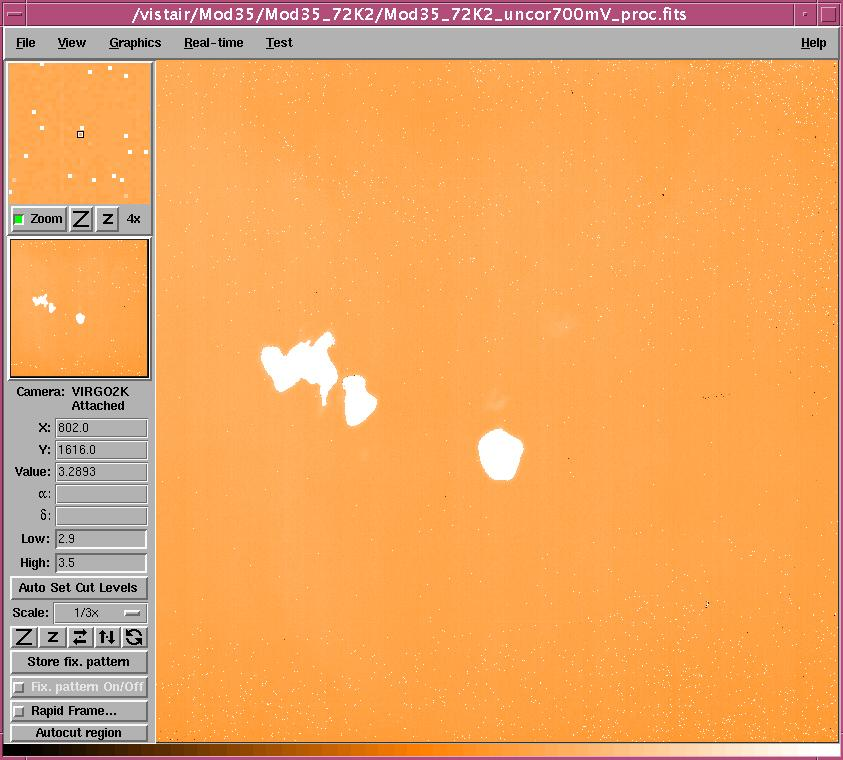 /vistair/Mod35/Mod35_72K2/Mod35_72K2_uncor700mV_proc.fits
File View Graphics Real-time Test Help
Zoom Z z 4x
Camera: VIRGO2K
Attached
X: 802.0
Y: 1616.0
Value: 3.2893
α:
δ:
Low: 2.9
High: 3.5
Auto Set Cut Levels
Scale: 1/3x
Z z
Store fix. pattern
Fix. pattern On/Off
Rapid Frame...
Autocut region